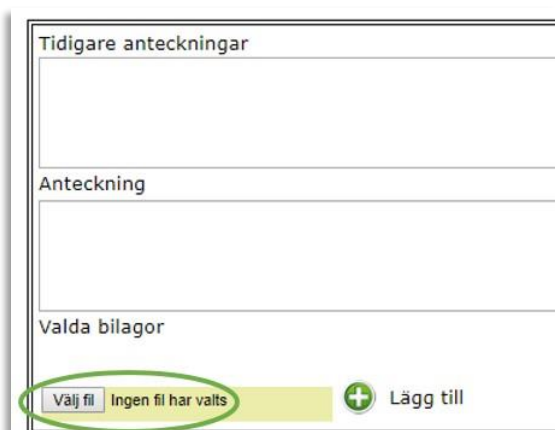 Tidigare anteckningar
Anteckning
Valda bilagor
Välj fil Ingen fil har valts Lägg till